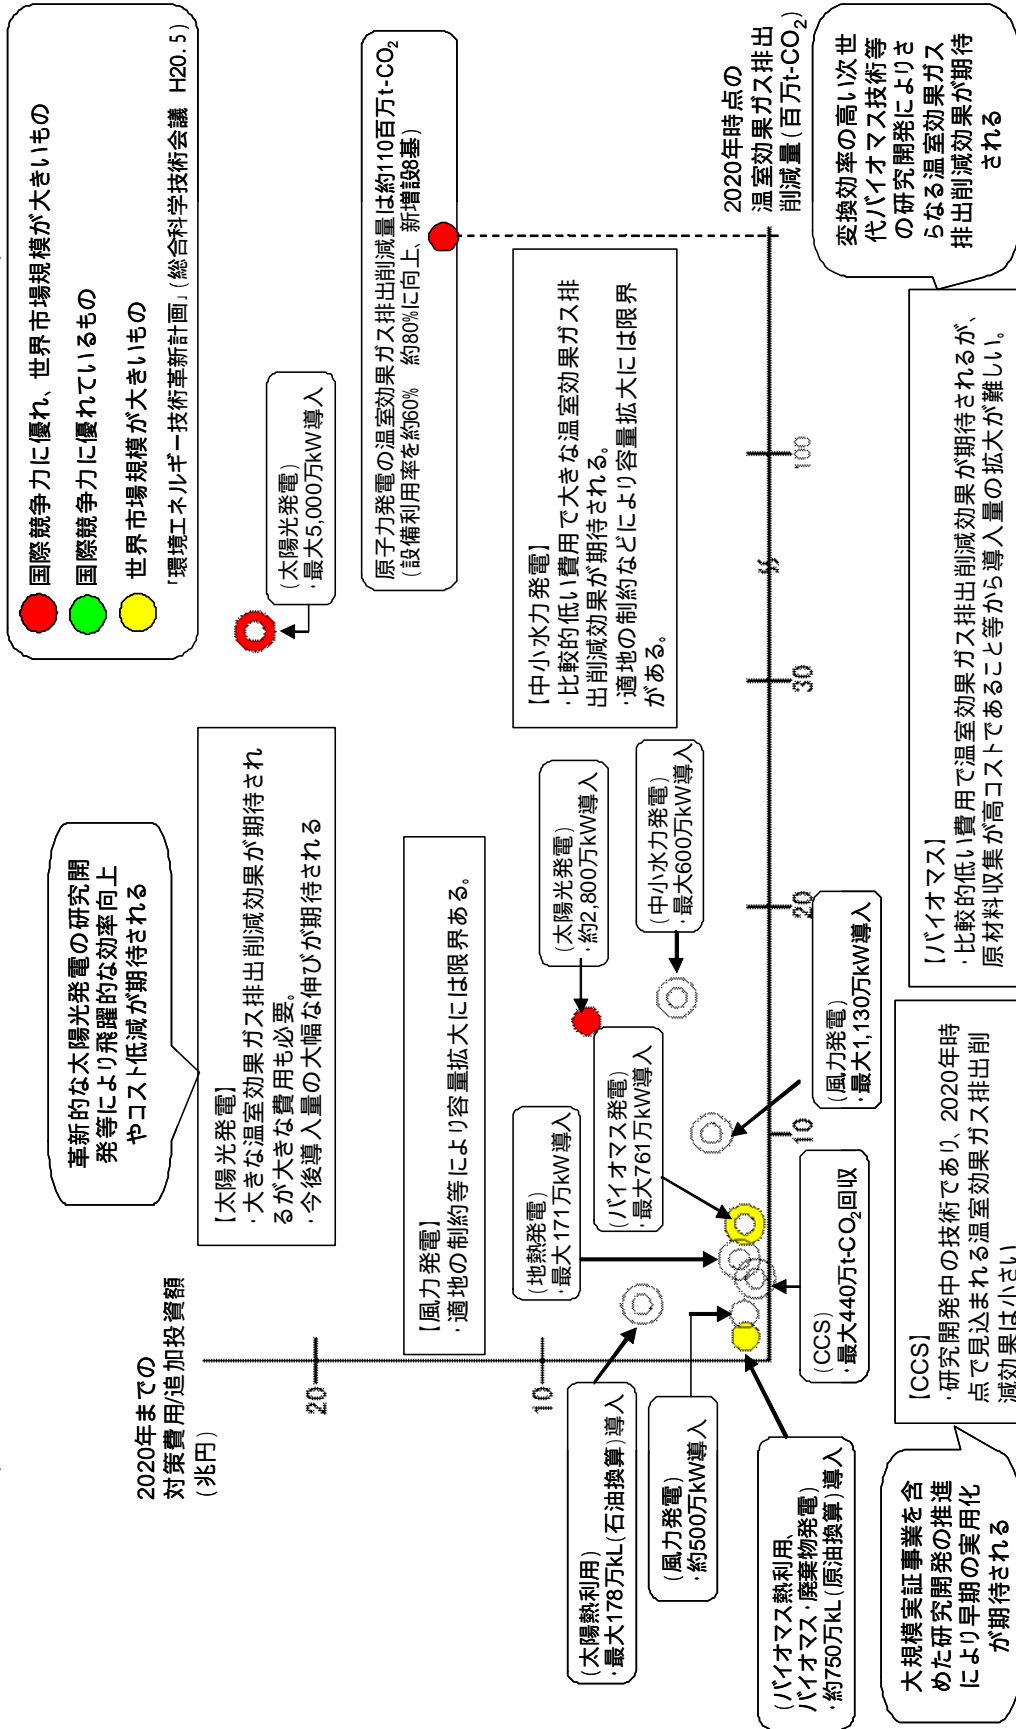 国際競争力に優れ、世界市場規模が大きいもの
国際競争力に優れているもの
世界市場規模が大きいもの
「環境エネルギー技術革新計画」(総合科学技術会議 H20.5)
革新的な太陽光発電の研究開
発等により飛躍的な効率向上
やコスト低減が期待される
2020年までの
対策費用/追加投資額
(兆円)
【太陽光発電】
・大きな温室効果ガス排出削減効果が期待され
るが大きな費用も必要。
・今後導入量の大幅な伸びが期待される
(太陽光発電)
・最大5,000万kW導入
20
原子力発電の温室効果ガス排出削減量は約110百万t-CO₂
(設備利用率を約60% 約80%に向上、新増設8基)
【風力発電】
・適地の制約等により容量拡大には限界ある。
【中小水力発電】
・比較的低い費用で大きな温室効果ガス排
出削減効果が期待される。
・適地の制約などにより容量拡大には限界
がある。
10
(地熱発電)
・最大171万kW導入
(太陽光発電)
・約2,800万kW導入
(太陽熱利用)
・最大178万kL(石油換算)導入
(バイオマス発電)
・最大761万kW導入
(中小水力発電)
・最大600万kW導入
(風力発電)
・約500万kW導入
2020年時点の
温室効果ガス排出
削減量(百万t-CO₂)
10
20
30
100
(バイオマス熱利用、
バイオマス・廃棄物発電)
・約750万kL(原油換算)導入
(CCS)
・最大440万t-CO₂回収
(風力発電)
・最大1,130万kW導入
変換効率の高い次世
代バイオマス技術等
の研究開発によりさ
らなる温室効果ガス
排出削減効果が期待
される
大規模実証事業を含
めた研究開発の推進
により早期の実用化
が期待される
【CCS】
・研究開発中の技術であり、2020年時
点で見込まれる温室効果ガス排出削
減効果は小さい
【バイオマス】
・比較的低い費用で温室効果ガス排出削減効果が期待されるが、
原材料収集が高コストであること等から導入量の拡大が難しい。